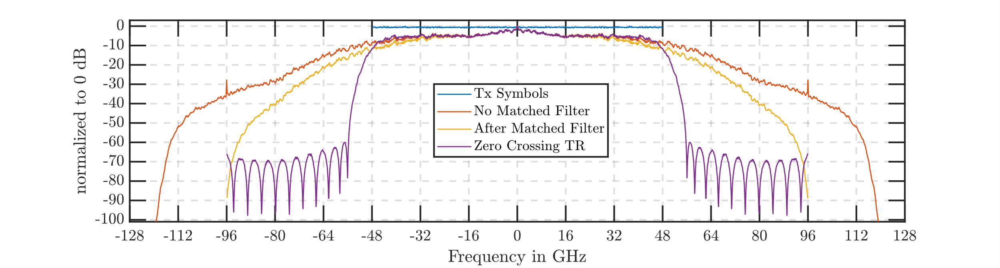 normalized to 0 dB
0
-10
-20
-30
-40
-50
-60
-70
-80
-90
-100
Tx Symbols
No Matched Filter
After Matched Filter
Zero Crossing TR
-128 -112 -96 -80 -64 -48 -32 -16 0 16 32 48 64 80 96 112 128
Frequency in GHz